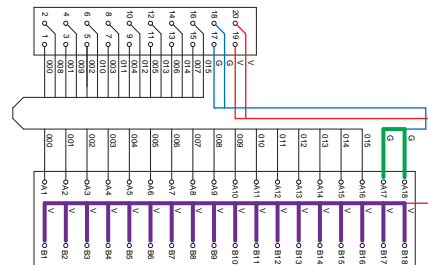 2 4 6 8 10 12 14 16 18 20
1 3 5 7 9 11 13 15 17 19
000 008 001 009 002 010 003 011 004 012 005 013 006 014 007 015 G G V V
000 001 002 003 004 005 006 007 008 009 010 011 012 013 014 015 G G
A1 A2 A3 A4 A5 A6 A7 A8 A9 A10 A11 A12 A13 A14 A15 A16 A17 A18
V V V V V V V V V V V V V V V V V V
B1 B2 B3 B4 B5 B6 B7 B8 B9 B10 B11 B12 B13 B14 B15 B16 B17 B18